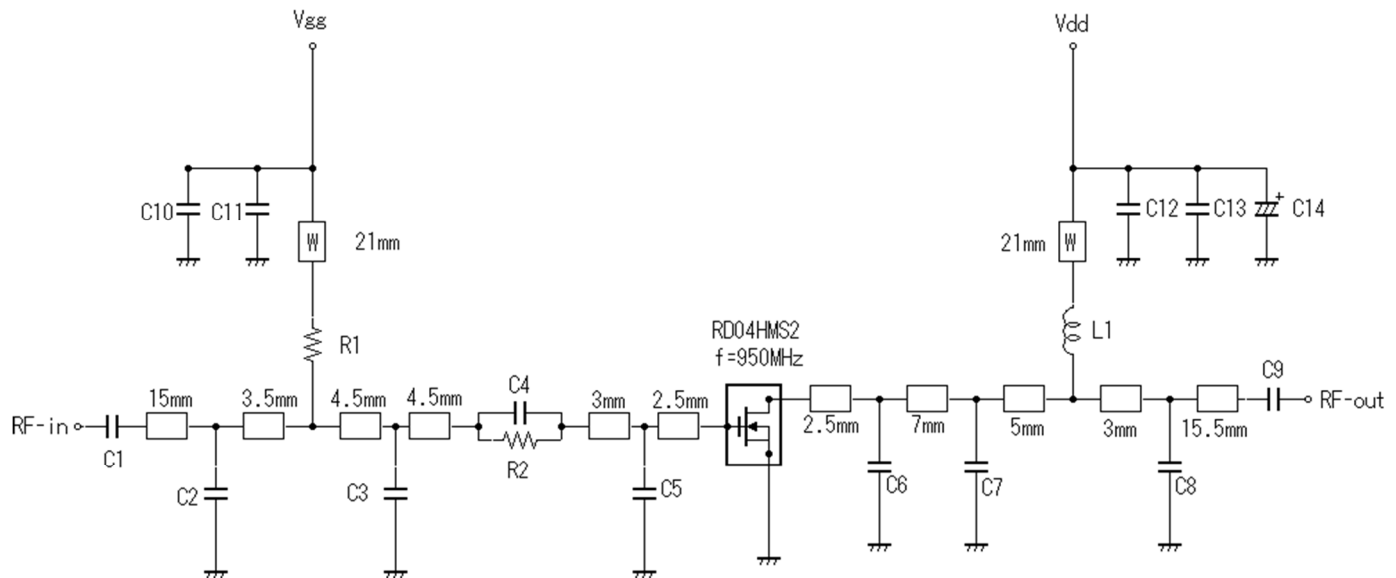 Vgg
Vdd
C10
C11
W
21mm
21mm
W
C12
C13
+
C14
R1
RD04HMS2
f=950MHz
L1
RF-in
C1
15mm
3.5mm
4.5mm
4.5mm
C4
R2
3mm
2.5mm
2.5mm
7mm
5mm
3mm
15.5mm
C9
RF-out
C2
C3
C5
C6
C7
C8